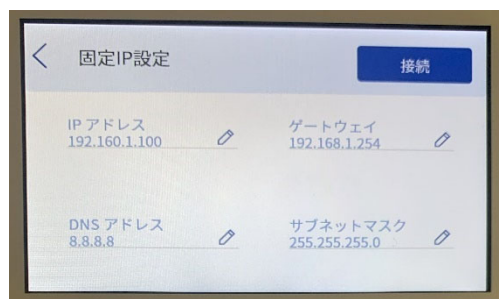 固定IP設定
接続
IP アドレス
192.160.1.100
ゲートウェイ
192.168.1.254
DNS アドレス
8.8.8.8
サブネットマスク
255.255.255.0